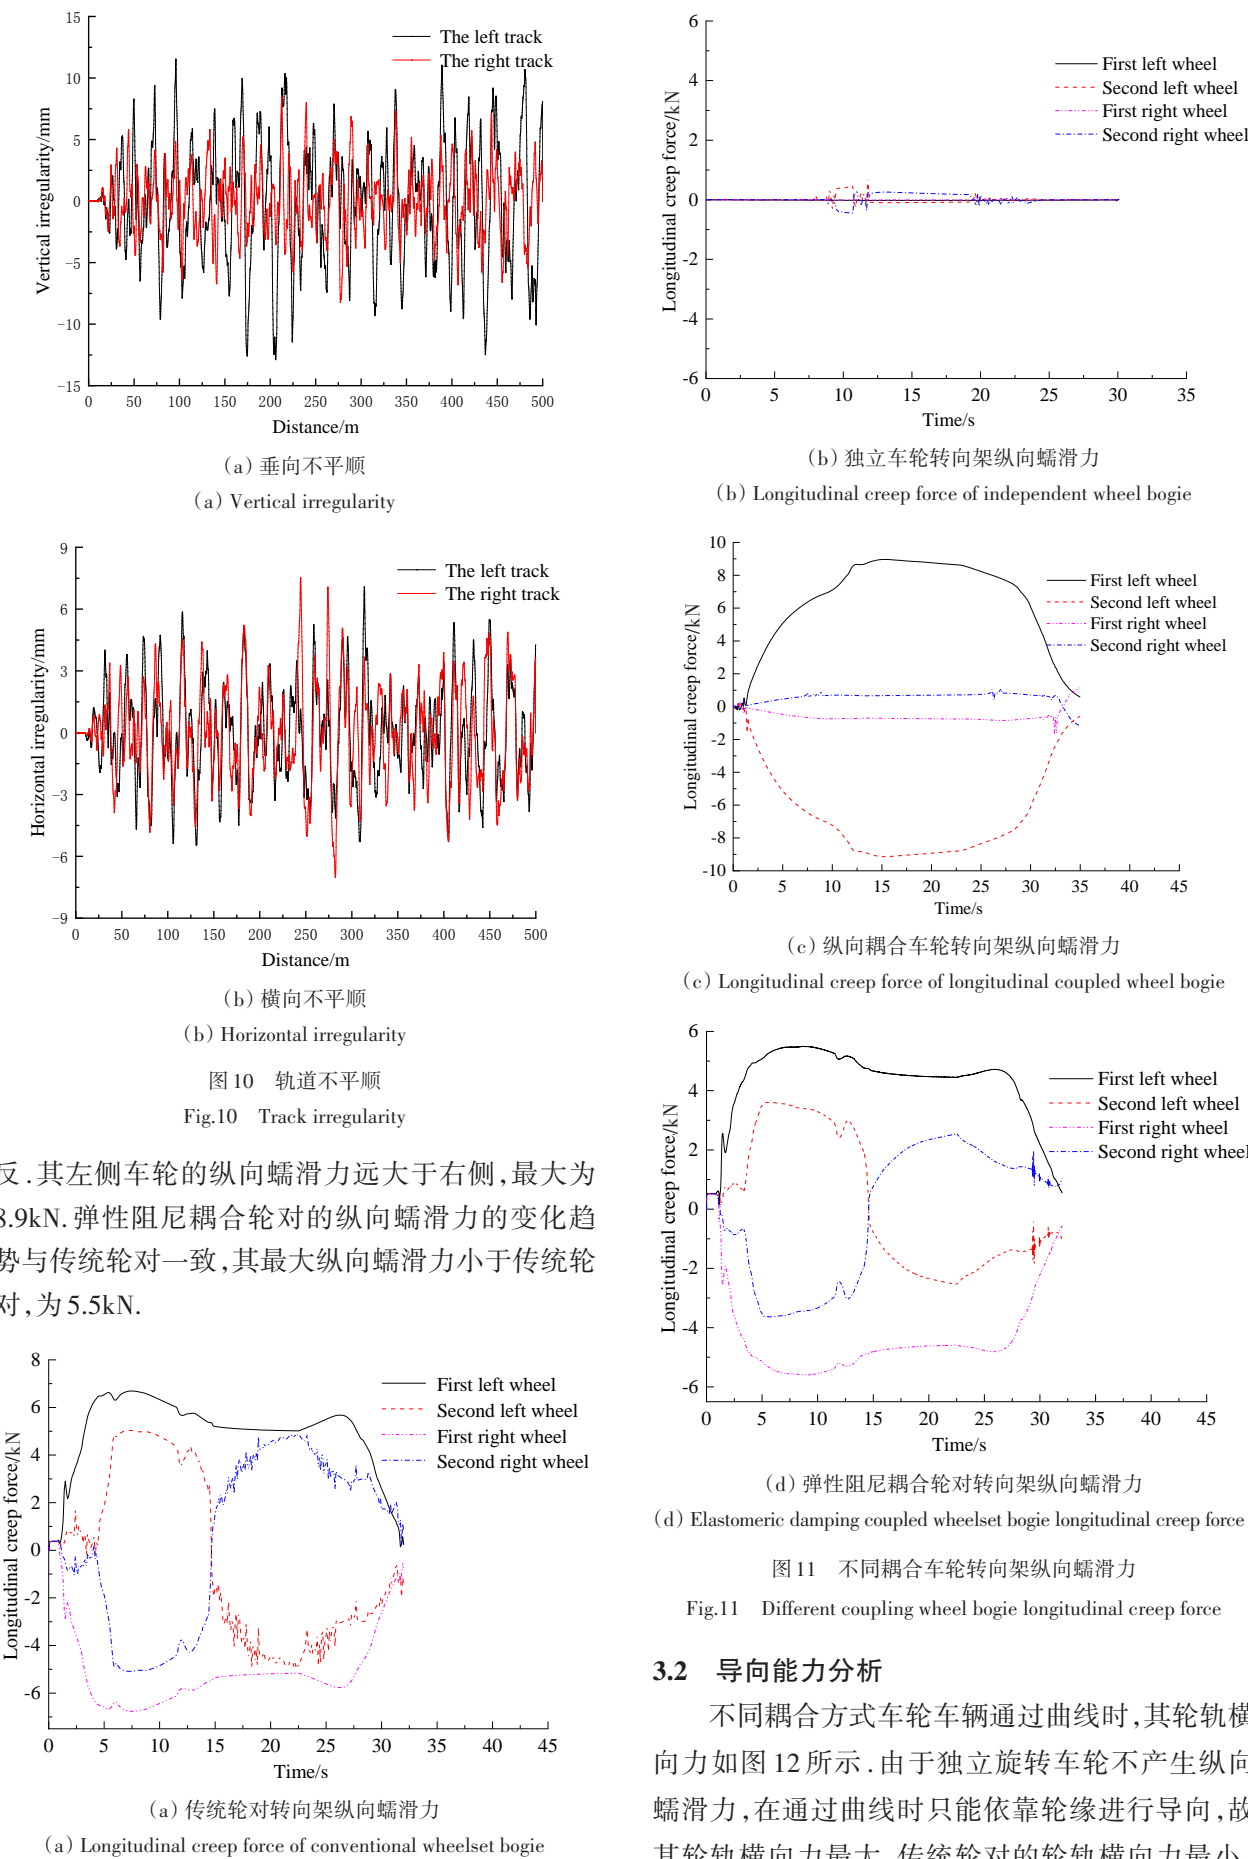 15
10
5
0
−5
−10
−15
Vertical irregularity/mm
The left track
The right track
0 50 100 150 200 250 300 350 400 450 500
Distance/m
(a) 垂向不平顺
(a) Vertical irregularity
9
6
3
0
−3
−6
−9
Horizontal irregularity/mm
The left track
The right track
0 50 100 150 200 250 300 350 400 450 500
Distance/m
(b) 横向不平顺
(b) Horizontal irregularity
图10 轨道不平顺
Fig.10 Track irregularity
反.其左侧车轮的纵向蠕滑力远大于右侧,最大为
8.9kN.弹性阻尼耦合轮对的纵向蠕滑力的变化趋
势与传统轮对一致,其最大纵向蠕滑力小于传统轮
对,为5.5kN.
8
6
4
2
0
-2
-4
-6
Longitudinal creep force/kN
First left wheel
Second left wheel
First right wheel
Second right wheel
0 5 10 15 20 25 30 35 40 45
Time/s
(a) 传统轮对转向架纵向蠕滑力
(a) Longitudinal creep force of conventional wheelset bogie
6
4
2
0
-2
-4
-6
Longitudinal creep force/kN
First left wheel
Second left wheel
First right wheel
Second right wheel
0 5 10 15 20 25 30 35
Time/s
(b) 独立车轮转向架纵向蠕滑力
(b) Longitudinal creep force of independent wheel bogie
10
8
6
4
2
0
-2
-4
-6
-8
-10
Longitudinal creep force/kN
First left wheel
Second left wheel
First right wheel
Second right wheel
0 5 10 15 20 25 30 35 40 45
Time/s
(c) 纵向耦合车轮转向架纵向蠕滑力
(c) Longitudinal creep force of longitudinal coupled wheel bogie
6
4
2
0
-2
-4
-6
Longitudinal creep force/kN
First left wheel
Second left wheel
First right wheel
Second right wheel
0 5 10 15 20 25 30 35 40 45
Time/s
(d) 弹性阻尼耦合轮对转向架纵向蠕滑力
(d) Elastomeric damping coupled wheelset bogie longitudinal creep force
图11 不同耦合车轮转向架纵向蠕滑力
Fig.11 Different coupling wheel bogie longitudinal creep force
3.2 导向能力分析
不同耦合方式车轮车辆通过曲线时,其轮轨横
向力如图12所示.由于独立旋转车轮不产生纵向
蠕滑力,在通过曲线时只能依靠轮缘进行导向,故
其轮轨横向力最大.传统轮对的轮轨横向力最小,